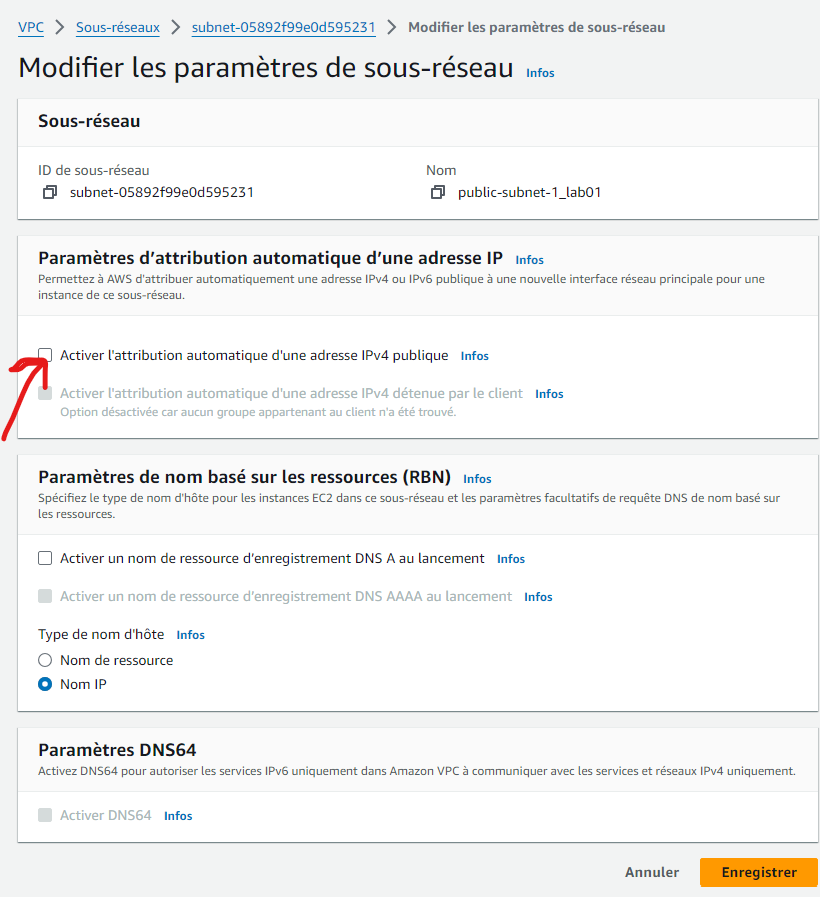 VPC > Sous-réseaux > subnet-05892f99e0d595231 > Modifier les paramètres de sous-réseau
Modifier les paramètres de sous-réseau Infos
Sous-réseau
ID de sous-réseau
subnet-05892f99e0d595231
Nom
public-subnet-1_lab01
Paramètres d’attribution automatique d’une adresse IP Infos
Permettez à AWS d'attribuer automatiquement une adresse IPv4 ou IPv6 publique à une nouvelle interface réseau principale pour une
instance de ce sous-réseau.
Activer l'attribution automatique d'une adresse IPv4 publique Infos
Activer l'attribution automatique d'une adresse IPv4 détenue par le client Infos
Option désactivée car aucun groupe appartenant au client n'a été trouvé.
Paramètres de nom basé sur les ressources (RBN) Infos
Spécifiez le type de nom d'hôte pour les instances EC2 dans ce sous-réseau et les paramètres facultatifs de requête DNS de nom basé sur
les ressources.
Activer un nom de ressource d’enregistrement DNS A au lancement Infos
Activer un nom de ressource d’enregistrement DNS AAAA au lancement Infos
Type de nom d'hôte Infos
Nom de ressource
Nom IP
Paramètres DNS64
Activez DNS64 pour autoriser les services IPv6 uniquement dans Amazon VPC à communiquer avec les services et réseaux IPv4 uniquement.
Activer DNS64 Infos
Annuler Enregistrer